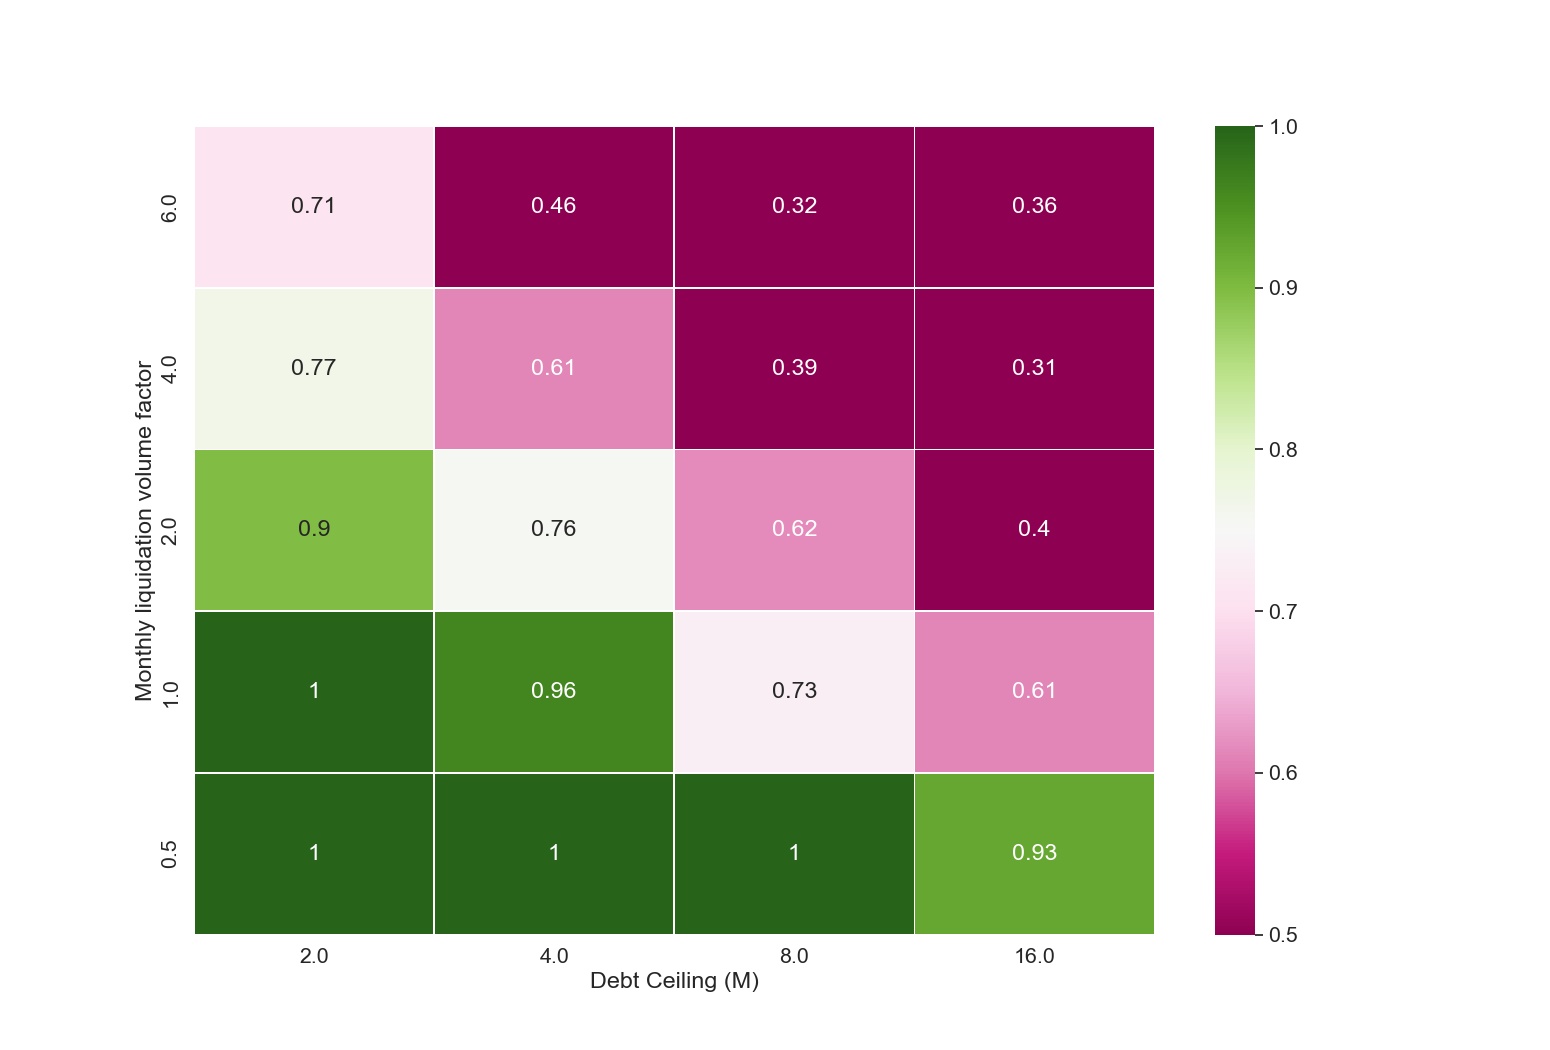 1.0
6.0 0.71 0.46 0.32 0.36
0.9
4.0 0.77 0.61 0.39 0.31
0.8
Monthly liquidation volume factor
2.0 0.9 0.76 0.62 0.4
0.7
1.0 1 0.96 0.73 0.61
0.6
0.5 1 1 1 0.93
0.5
2.0 4.0 8.0 16.0
Debt Ceiling (M)